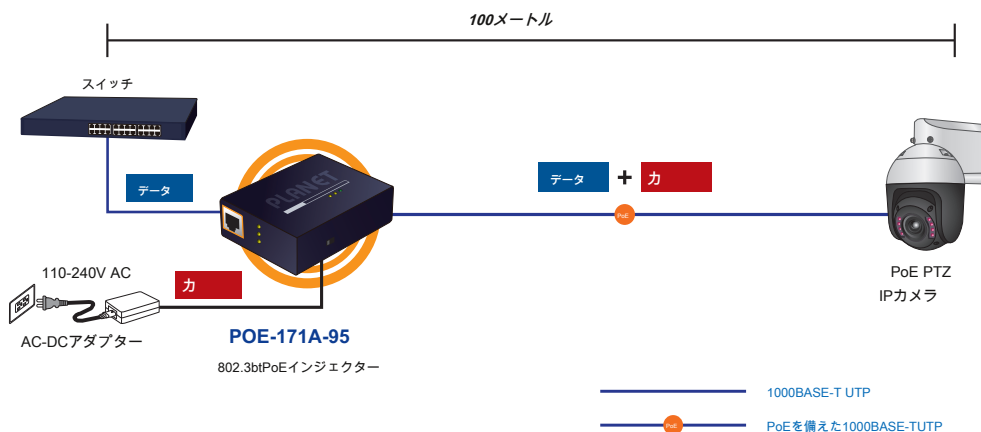 100メートル
スイッチ
データ
PLANET
データ + 力
PoE
110-240V AC
力
AC-DCアダプター
POE-171A-95
802.3btPoEインジェクター
PoE PTZ
IPカメラ
1000BASE-T UTP
PoE
PoEを備えた1000BASE-TUTP